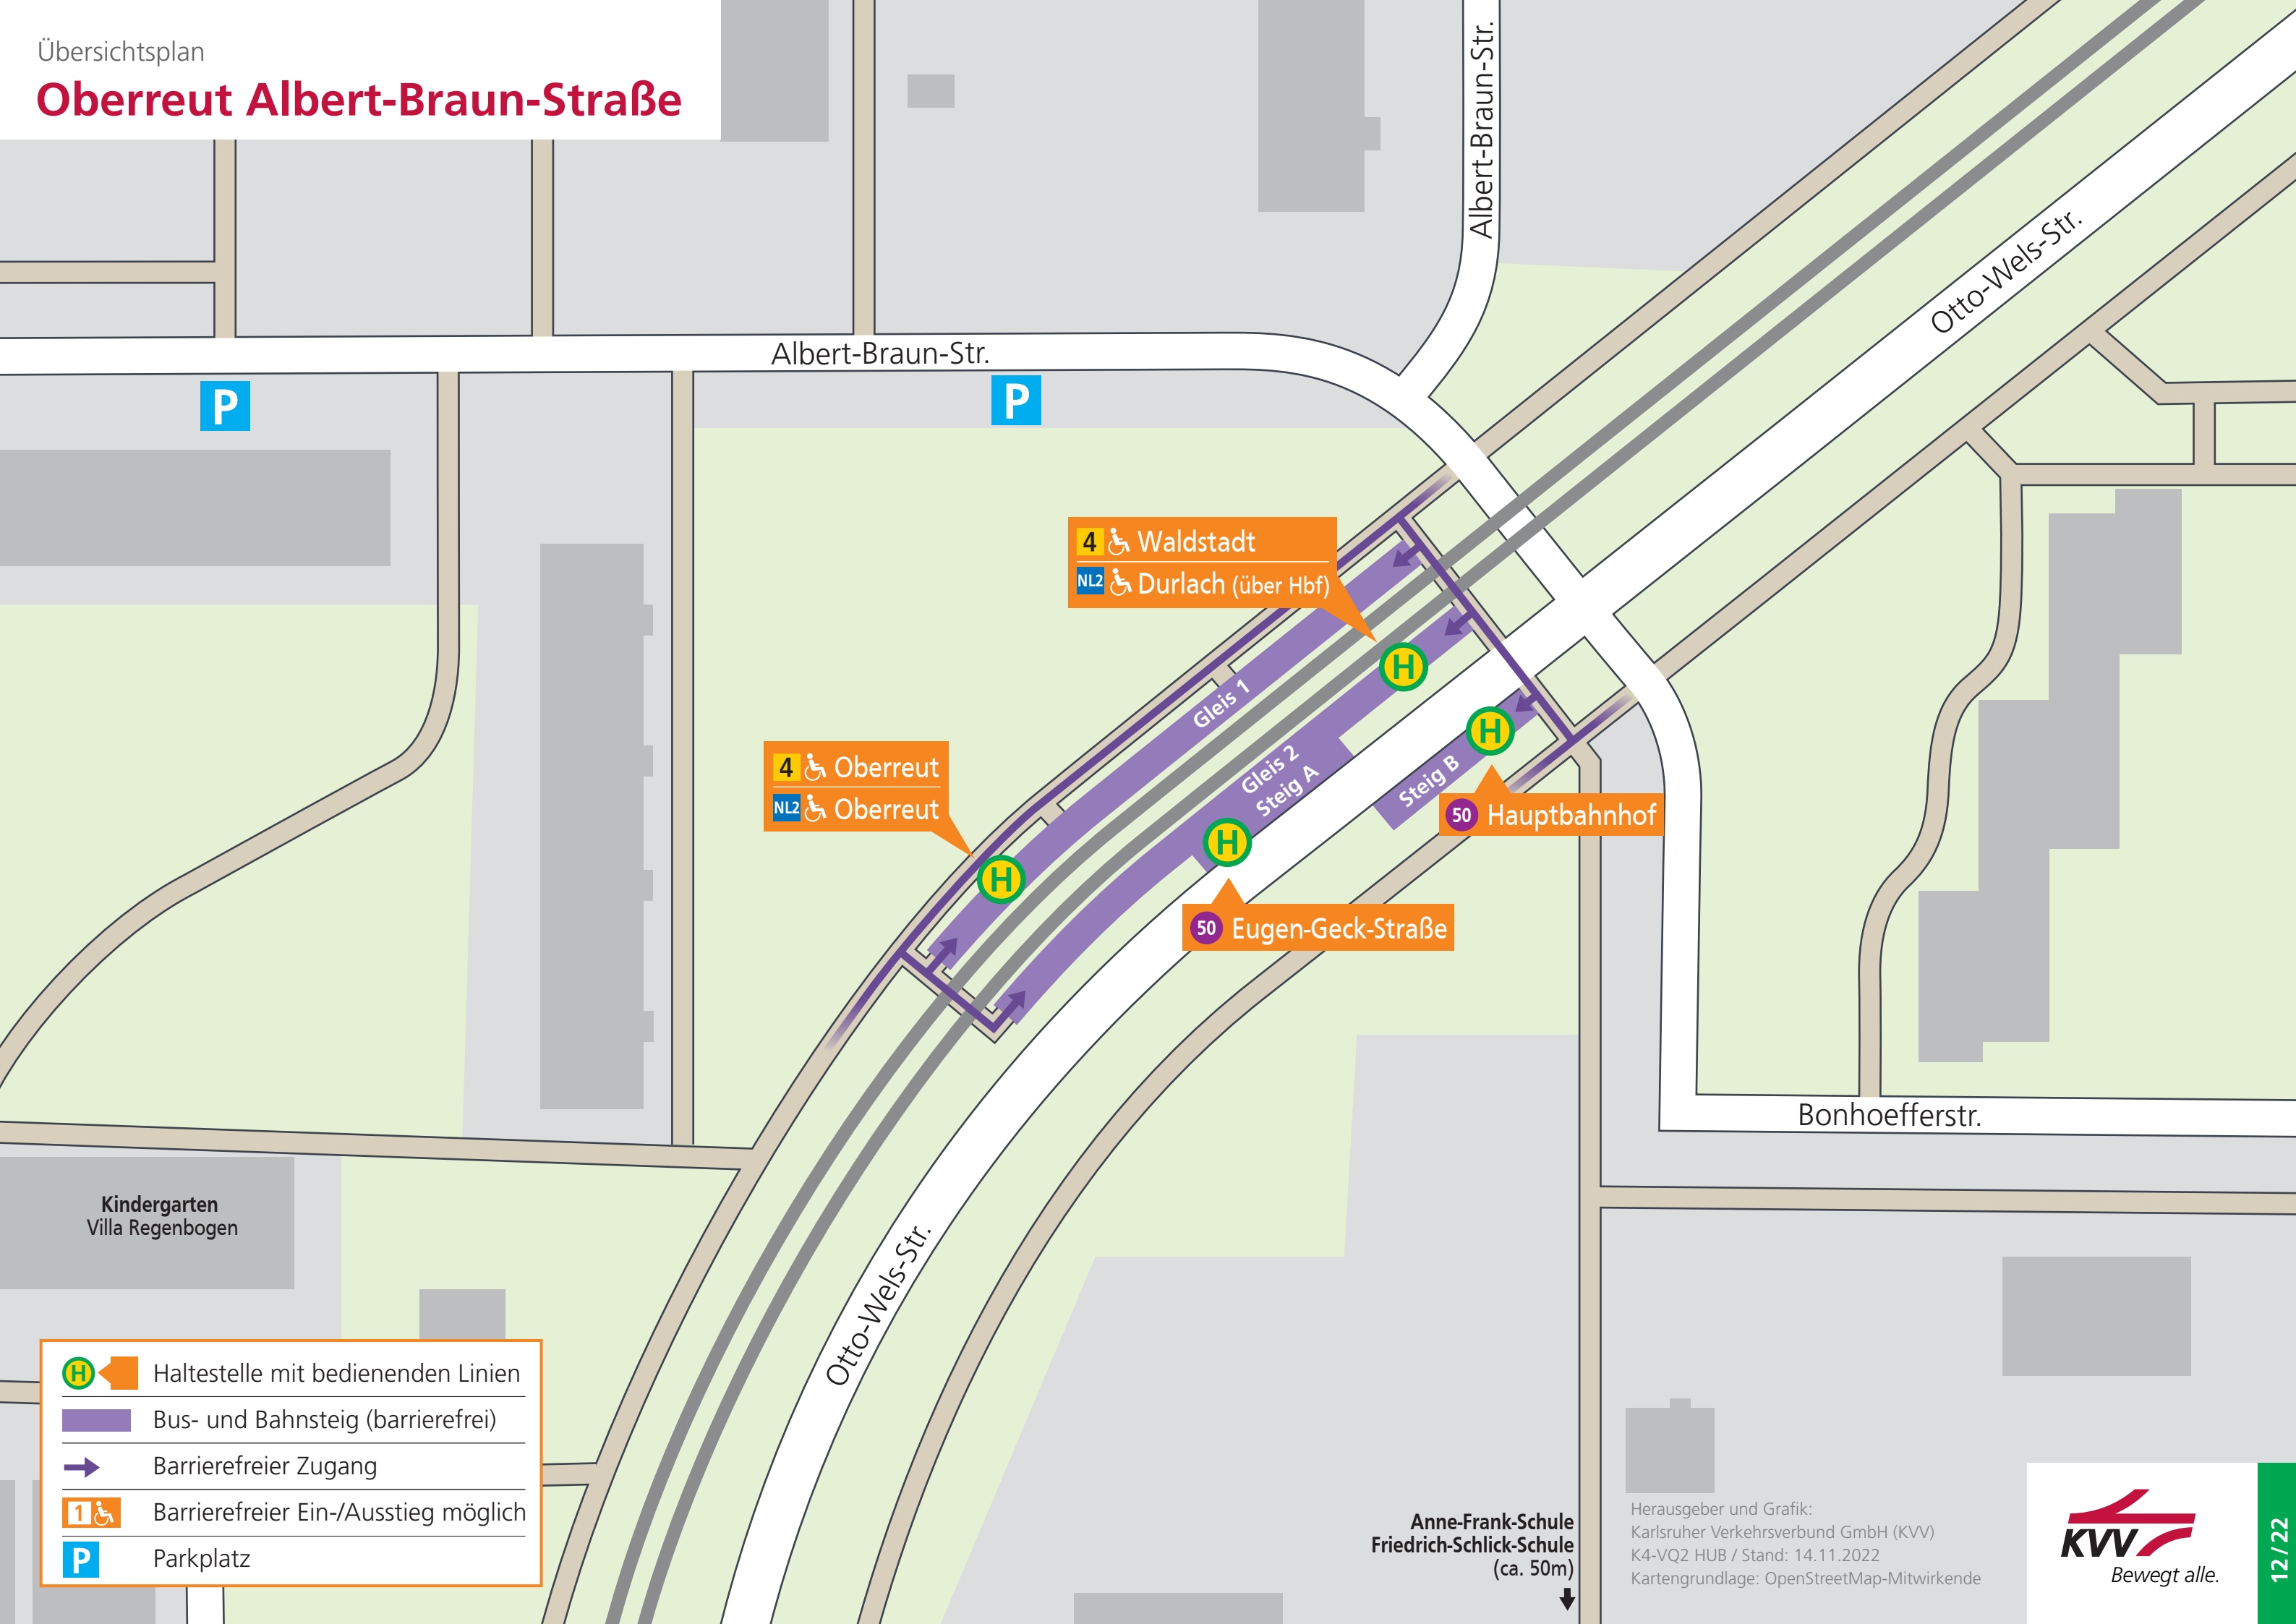 Übersichtsplan
Oberreut Albert-Braun-Straße
Albert-Braun-Str.
Otto-Wels-Str.
Albert-Braun-Str.
P
P
4 Waldstadt
NL2 Durlach (über Hbf)
H
Gleis 1
H
4 Oberreut
NL2 Oberreut
Gleis 2
Steig A
Steig B
50 Hauptbahnhof
H
H
50 Eugen-Geck-Straße
Bonhoefferstr.
Kindergarten
Villa Regenbogen
Otto-Wels-Str.
H Haltestelle mit bedienenden Linien
Bus- und Bahnsteig (barrierefrei)
Barrierefreier Zugang
1 Barrierefreier Ein-/Ausstieg möglich
P Parkplatz
Anne-Frank-Schule
Friedrich-Schlick-Schule
(ca. 50m)
Herausgeber und Grafik:
Karlsruher Verkehrsverbund GmbH (KVV)
K4-VQ2 HUB / Stand: 14.11.2022
Kartengrundlage: OpenStreetMap-Mitwirkende
KVV
Bewegt alle.
12 / 22